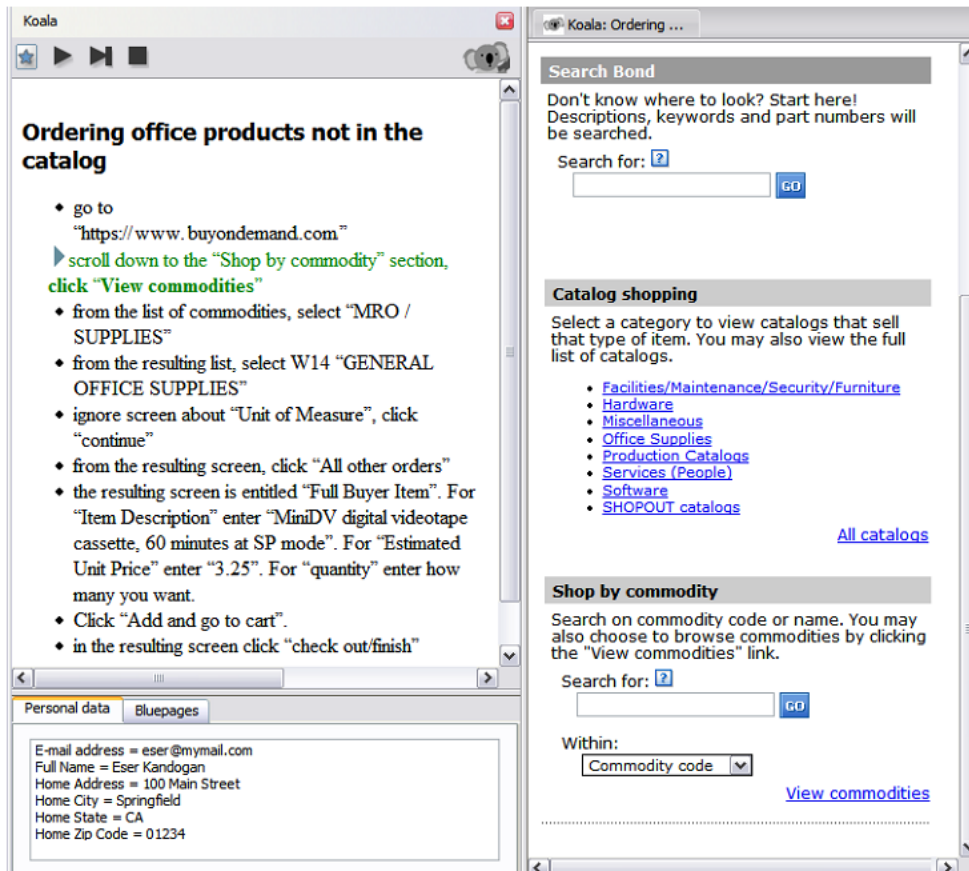 Koala
Ordering office products not in the
catalog
go to
“https://www.buyondemand.com”
scroll down to the “Shop by commodity” section,
click “View commodities”
from the list of commodities, select “MRO /
SUPPLIES”
from the resulting list, select W14 “GENERAL
OFFICE SUPPLIES”
ignore screen about “Unit of Measure”, click
“continue”
from the resulting screen, click “All other orders”
the resulting screen is entitled “Full Buyer Item”. For
“Item Description” enter “MiniDV digital videotape
cassette, 60 minutes at SP mode”. For “Estimated
Unit Price” enter “3.25”. For “quantity” enter how
many you want.
Click “Add and go to cart”.
in the resulting screen click “check out/finish”
Personal data
Bluepages
E-mail address = eser@mymail.com
Full Name = Eser Kandogan
Home Address = 100 Main Street
Home City = Springfield
Home State = CA
Home Zip Code = 01234
Koala: Ordering ...
Search Bond
Don't know where to look? Start here!
Descriptions, keywords and part numbers will
be searched.
Search for: ?
GO
Catalog shopping
Select a category to view catalogs that sell
that type of item. You may also view the full
list of catalogs.
Facilities/Maintenance/Security/Furniture
Hardware
Miscellaneous
Office Supplies
Production Catalogs
Services (People)
Software
SHOPOUT catalogs
All catalogs
Shop by commodity
Search on commodity code or name. You may
also choose to browse commodities by clicking
the "View commodities" link.
Search for: ?
GO
Within:
Commodity code
View commodities